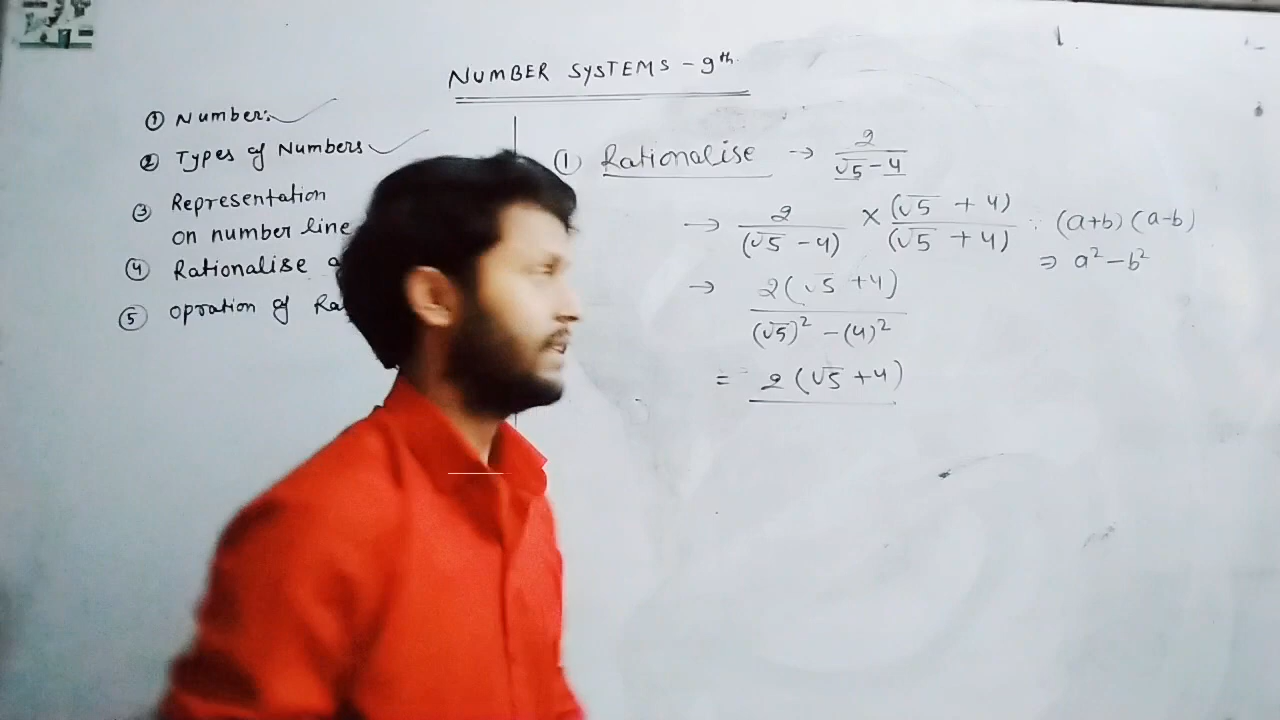 NUMBER SYSTEMS - 9th.
① Number:
② Types of Numbers
③ Representation
on number line
④ Rationalise
⑤ opration of
① Rationalise → 2/(√5 - 4)
→ 2/(√5 - 4) × (√5 + 4)/(√5 + 4) : (a+b)(a-b)
⇒ a² - b²
→ 2(√5 + 4)/((√5)² - (4)²)
= 2(√5 + 4)